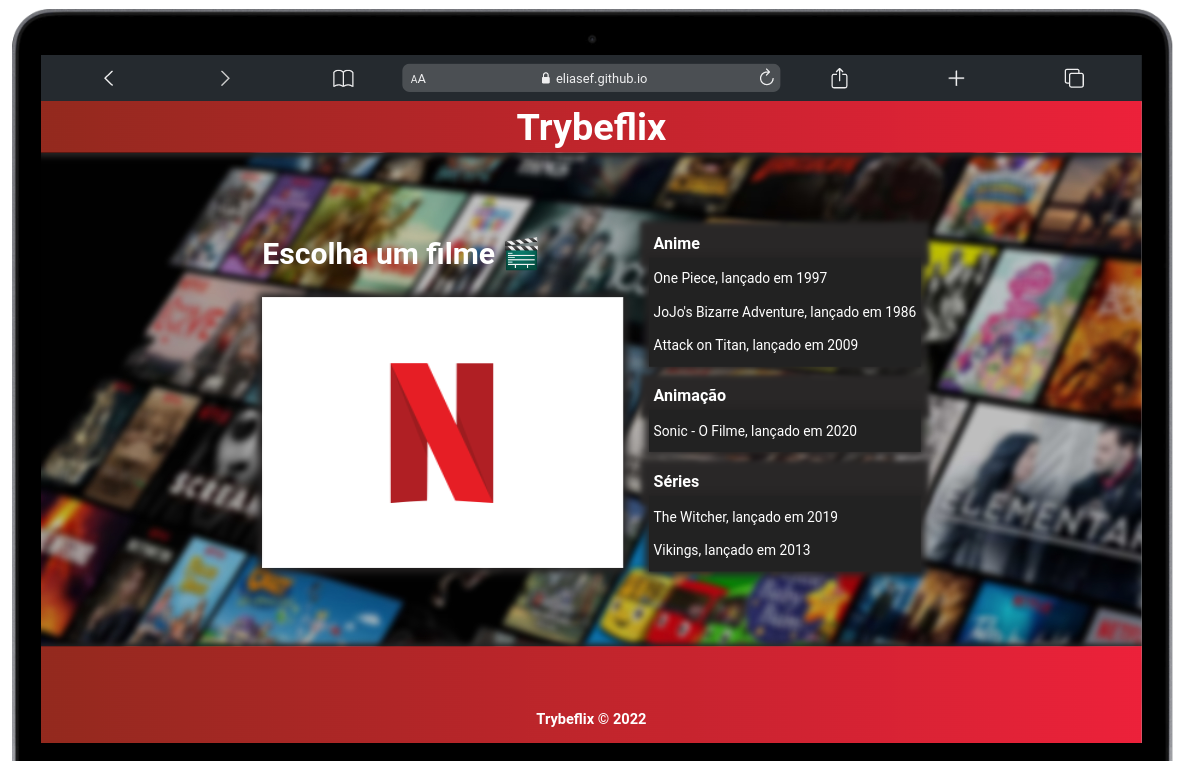 AA
eliasef.github.io
Trybeflix
Escolha um filme
N
Anime
One Piece, lançado em 1997
JoJo's Bizarre Adventure, lançado em 1986
Attack on Titan, lançado em 2009
Animação
Sonic - O Filme, lançado em 2020
Séries
The Witcher, lançado em 2019
Vikings, lançado em 2013
SCREAM
ELEMENTAR
Trybeflix © 2022